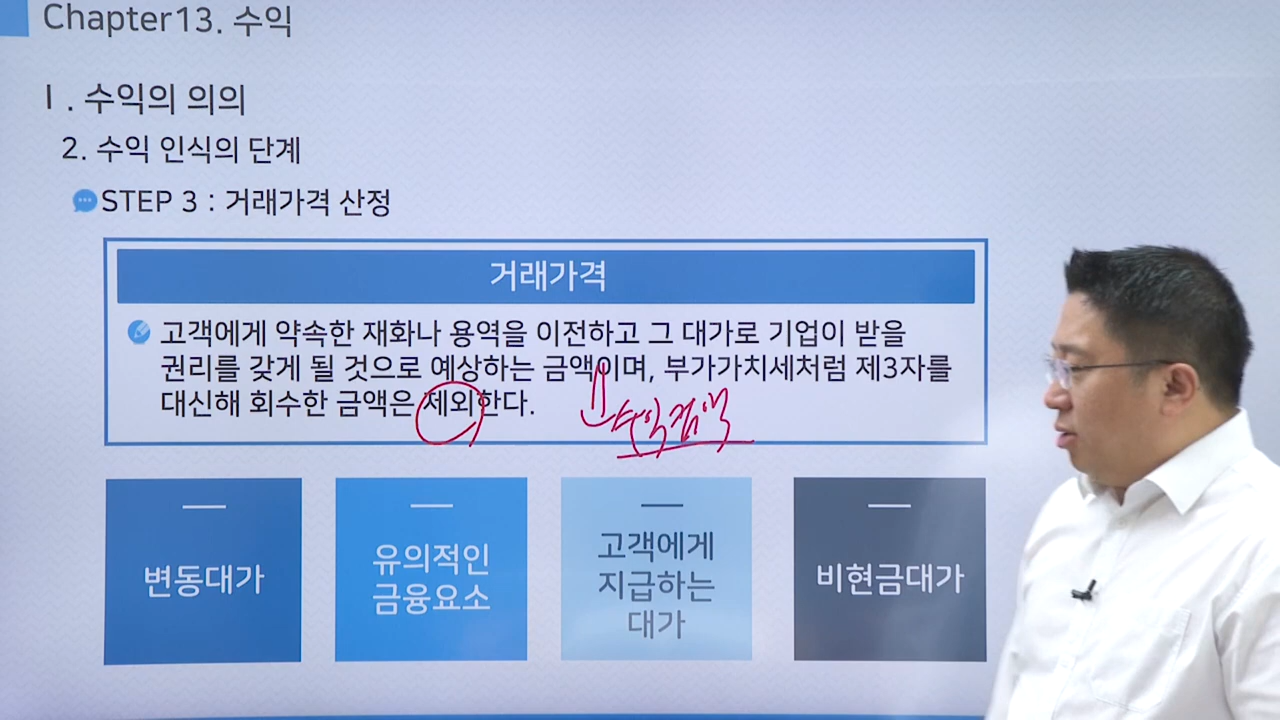 Chapter13. 수익
Ⅰ. 수익의 의의
2. 수익 인식의 단계
STEP 3 : 거래가격 산정
거래가격
고객에게 약속한 재화나 용역을 이전하고 그 대가로 기업이 받을
권리를 갖게 될 것으로 예상하는 금액이며, 부가가치세처럼 제3자를
대신해 회수한 금액은 제외한다.
수익금액
변동대가
유의적인
금융요소
고객에게
지급하는
대가
비현금대가